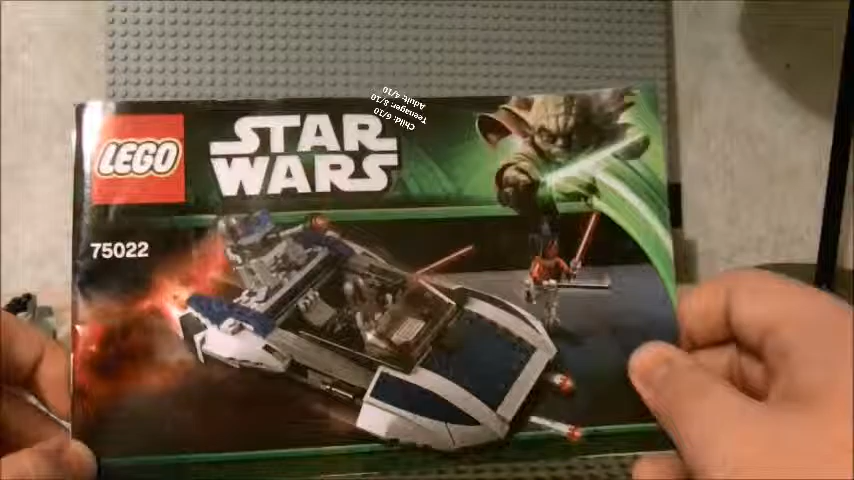 Child: 6/10
Teenager: 8/10
Adult: 4/10
LEGO
STAR
WARS
75022